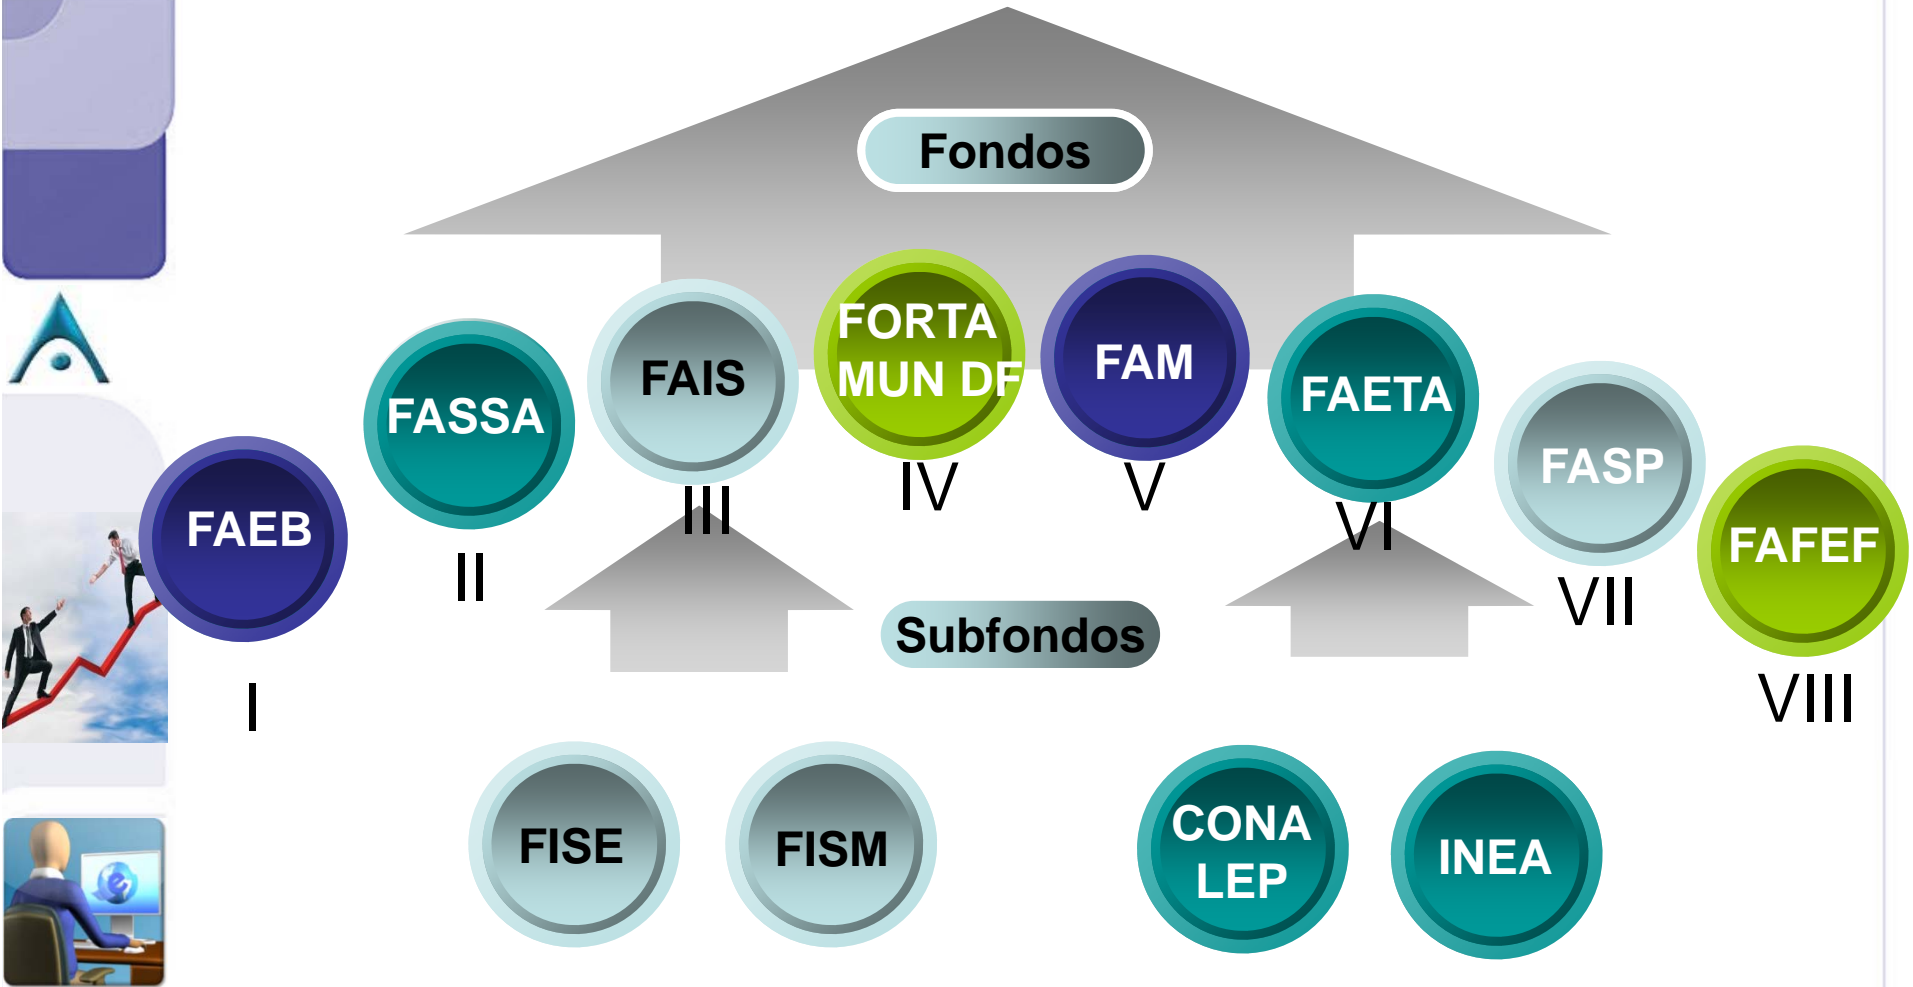 Fondos
FAEB
I
FASSA
II
FAIS
III
FORTA
MUN DF
IV
FAM
V
FAETA
VI
FASP
VII
FAFEF
VIII
Subfondos
FISE
FISM
CONA
LEP
INEA